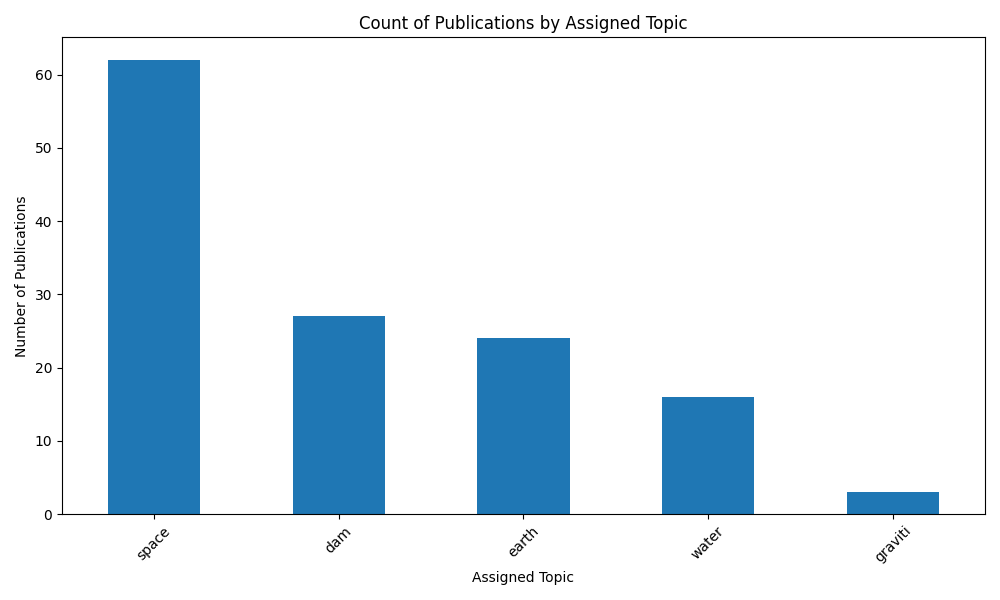 Count of Publications by Assigned Topic
Number of Publications
60
50
40
30
20
10
0
space
dam
earth
water
graviti
Assigned Topic